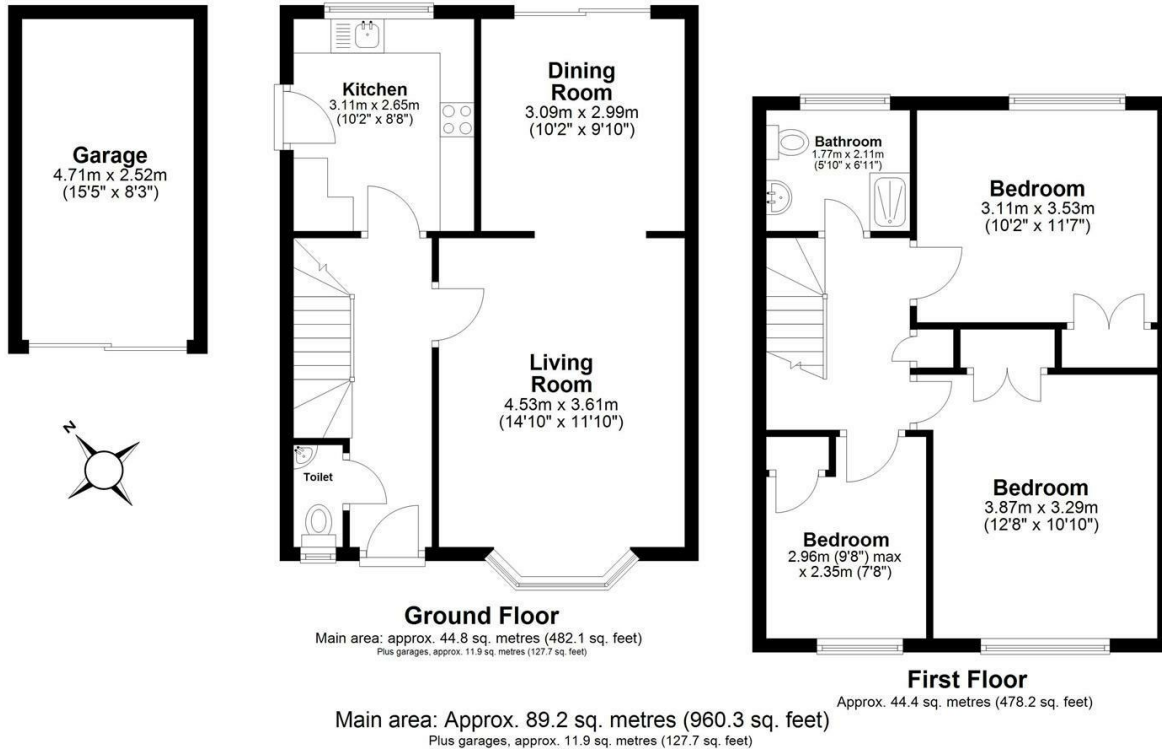 Garage
4.71m x 2.52m
(15'5" x 8'3")
Kitchen
3.11m x 2.65m
(10'2" x 8'8")
Dining
Room
3.09m x 2.99m
(10'2" x 9'10")
Living
Room
4.53m x 3.61m
(14'10" x 11'10")
Toilet
N
Ground Floor
Main area: approx. 44.8 sq. metres (482.1 sq. feet)
Plus garages, approx. 11.9 sq. metres (127.7 sq. feet)
Bathroom
1.77m x 2.11m
(5'10" x 6'11")
Bedroom
3.11m x 3.53m
(10'2" x 11'7")
Bedroom
3.87m x 3.29m
(12'8" x 10'10")
Bedroom
2.96m (9'8") max
x 2.35m (7'8")
First Floor
Approx. 44.4 sq. metres (478.2 sq. feet)
Main area: Approx. 89.2 sq. metres (960.3 sq. feet)
Plus garages, approx. 11.9 sq. metres (127.7 sq. feet)